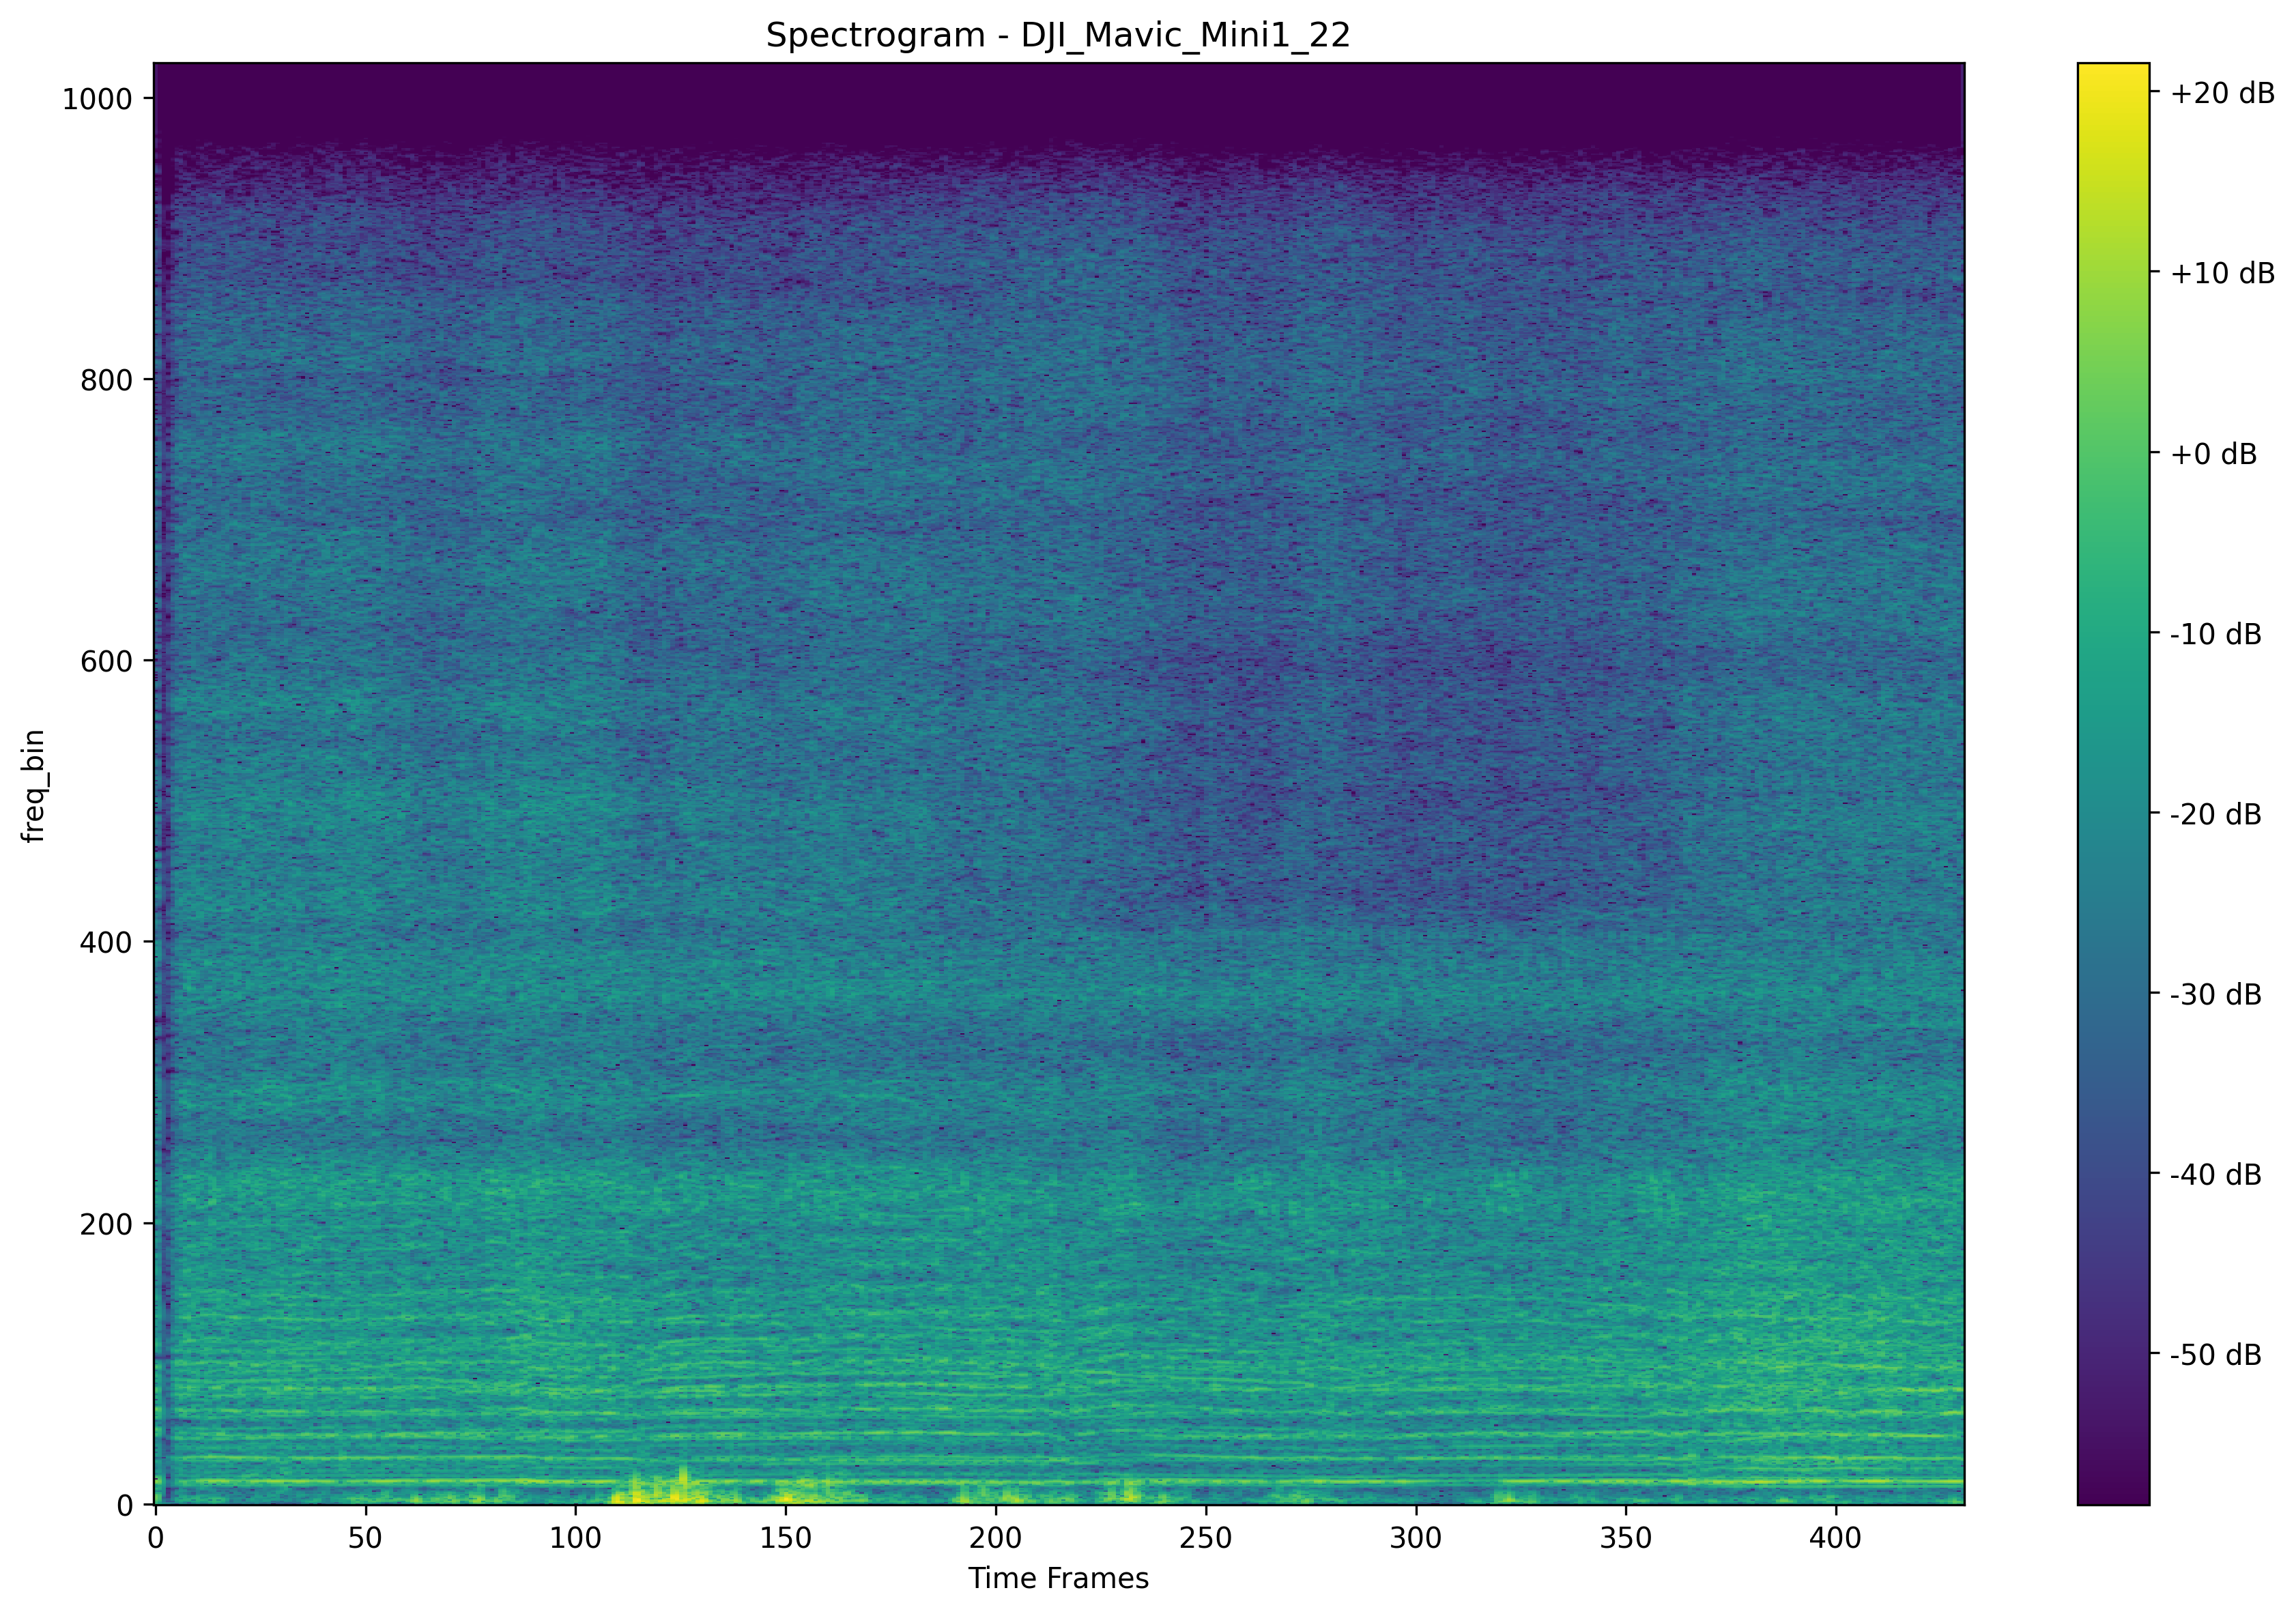 Spectrogram - DJI_Mavic_Mini1_22
1000
800
600
400
200
0
freq_bin
0 50 100 150 200 250 300 350 400
Time Frames
+20 dB
+10 dB
+0 dB
-10 dB
-20 dB
-30 dB
-40 dB
-50 dB